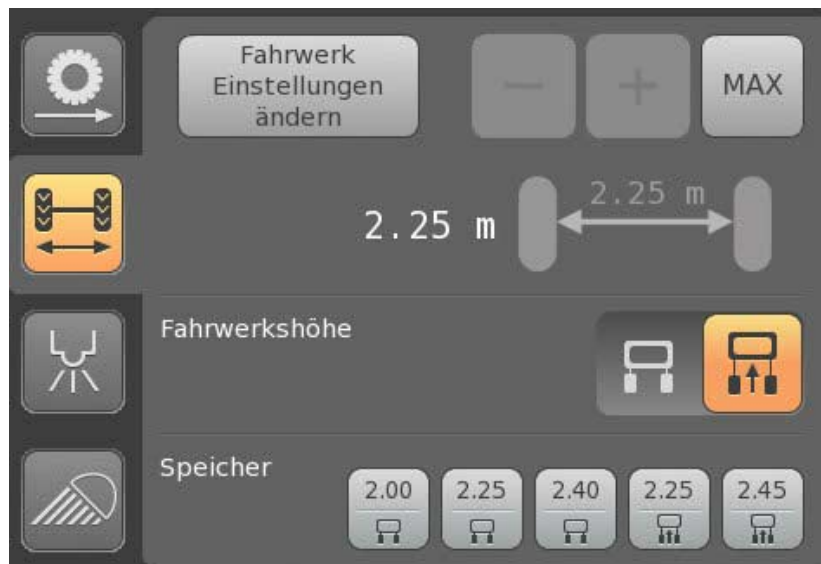 Fahrwerk
Einstellungen
ändern
−
+
MAX
2.25 m
2.25 m
Fahrwerkshöhe
Speicher
2.00
2.25
2.40
2.25
2.45